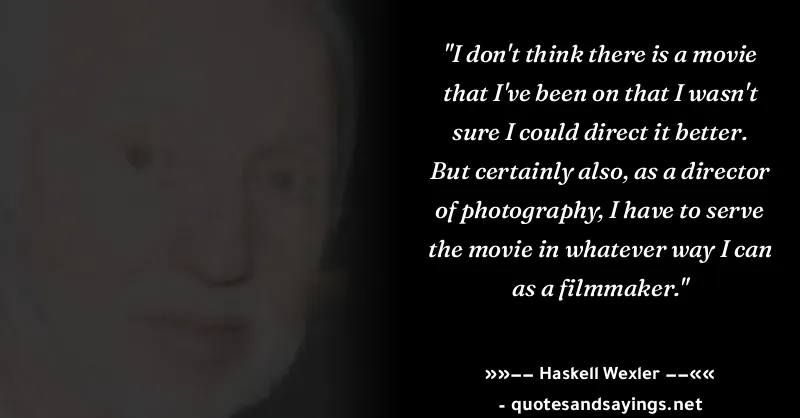 "I don't think there is a movie
that I've been on that I wasn't
sure I could direct it better.
But certainly also, as a director
of photography, I have to serve
the movie in whatever way I can
as a filmmaker."
»»−− Haskell Wexler −−««
- quotesandsayings.net